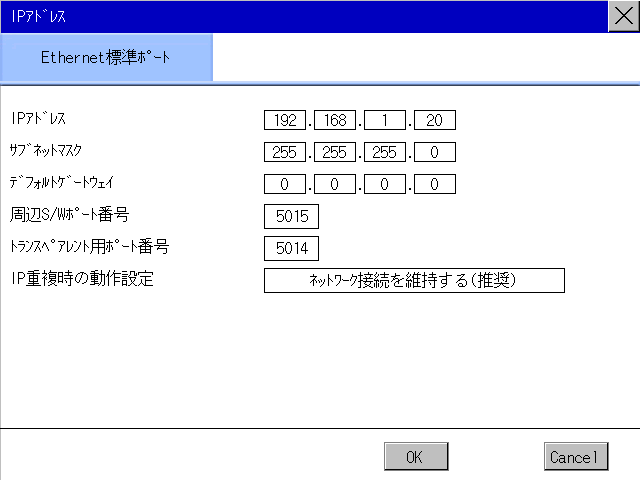 IPｱﾄﾞﾚｽ
Ethernet標準ﾎﾟｰﾄ
IPｱﾄﾞﾚｽ 192 . 168 . 1 . 20
ｻﾌﾞﾈｯﾄﾏｽｸ 255 . 255 . 255 . 0
ﾃﾞﾌｫﾙﾄｹﾞｰﾄｳｪｲ 0 . 0 . 0 . 0
周辺S/Wﾎﾟｰﾄ番号 5015
ﾄﾗﾝｽﾍﾟｱﾚﾝﾄ用ﾎﾟｰﾄ番号 5014
IP重複時の動作設定 ﾈｯﾄﾜｰｸ接続を維持する(推奨)
OK Cancel